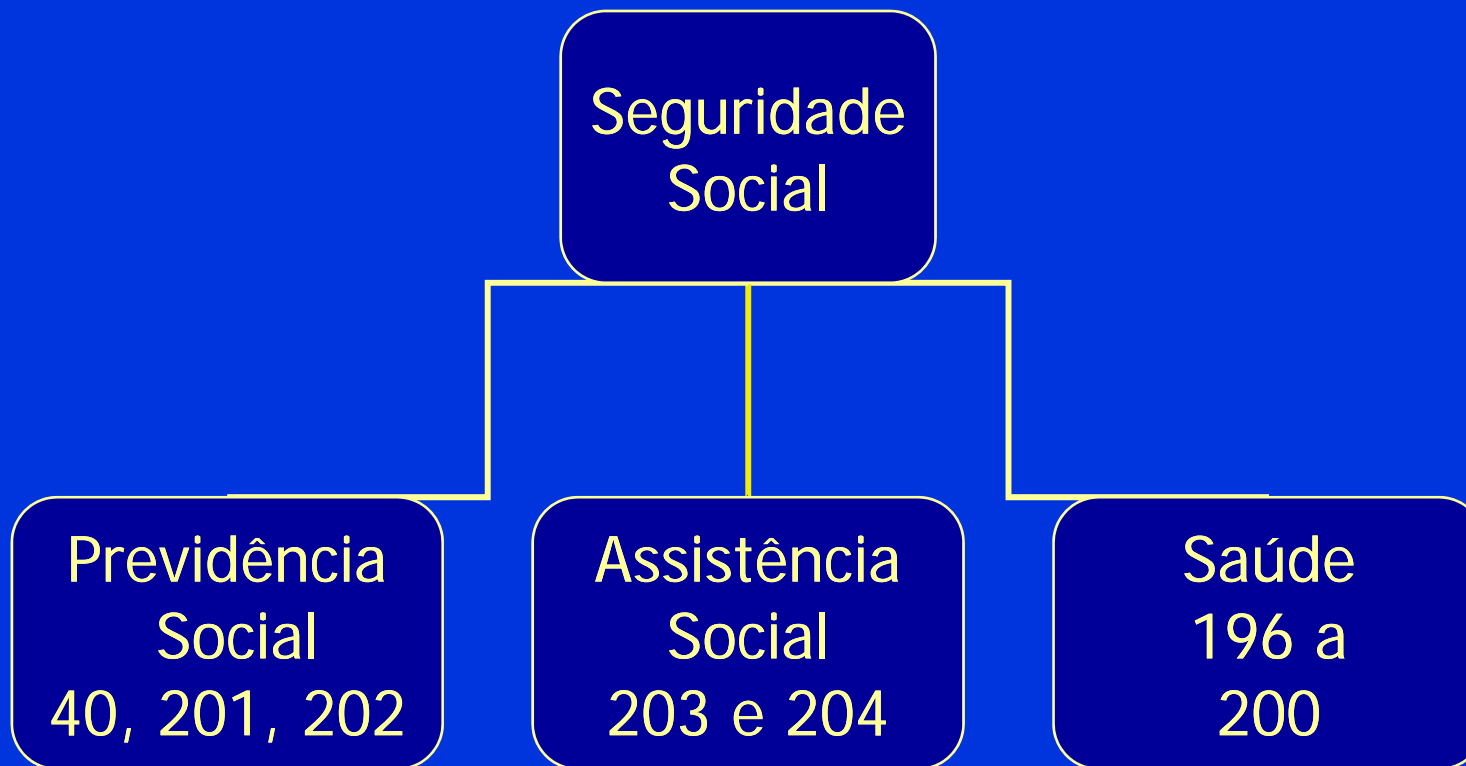 Seguridade
Social
Previdência
Social
40, 201, 202
Assistência
Social
203 e 204
Saúde
196 a
200